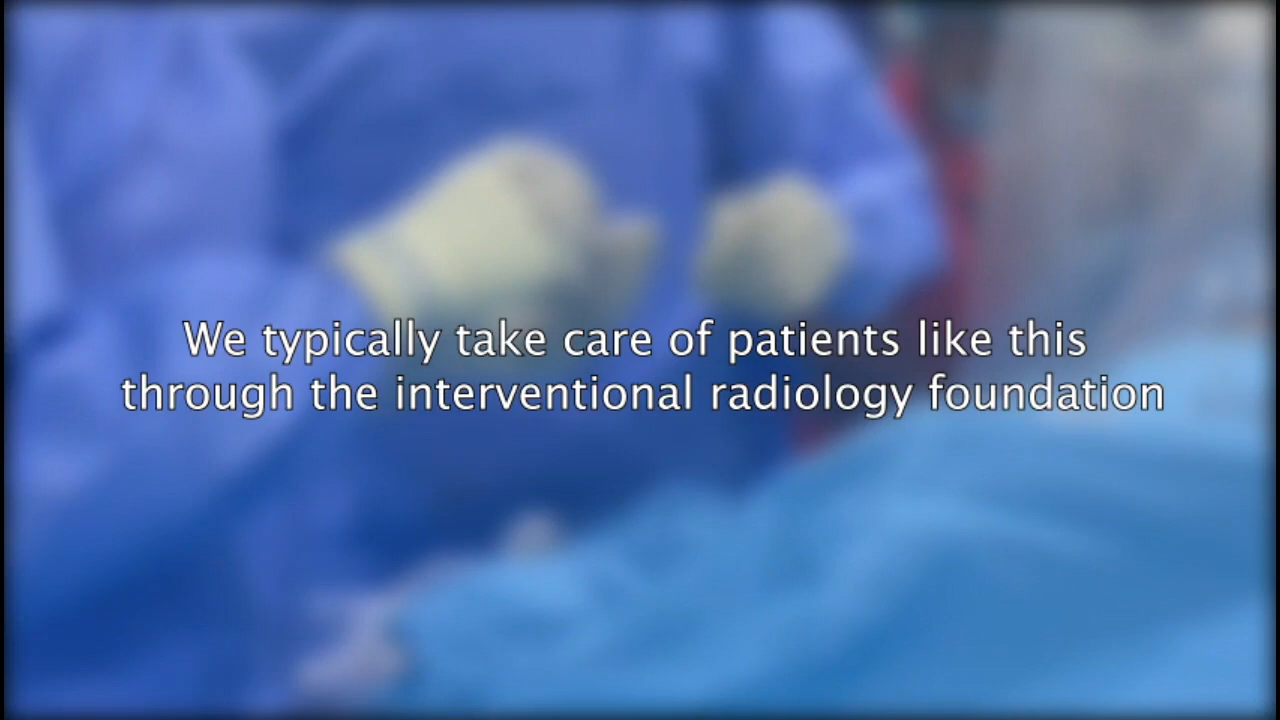 We typically take care of patients like this
through the interventional radiology foundation